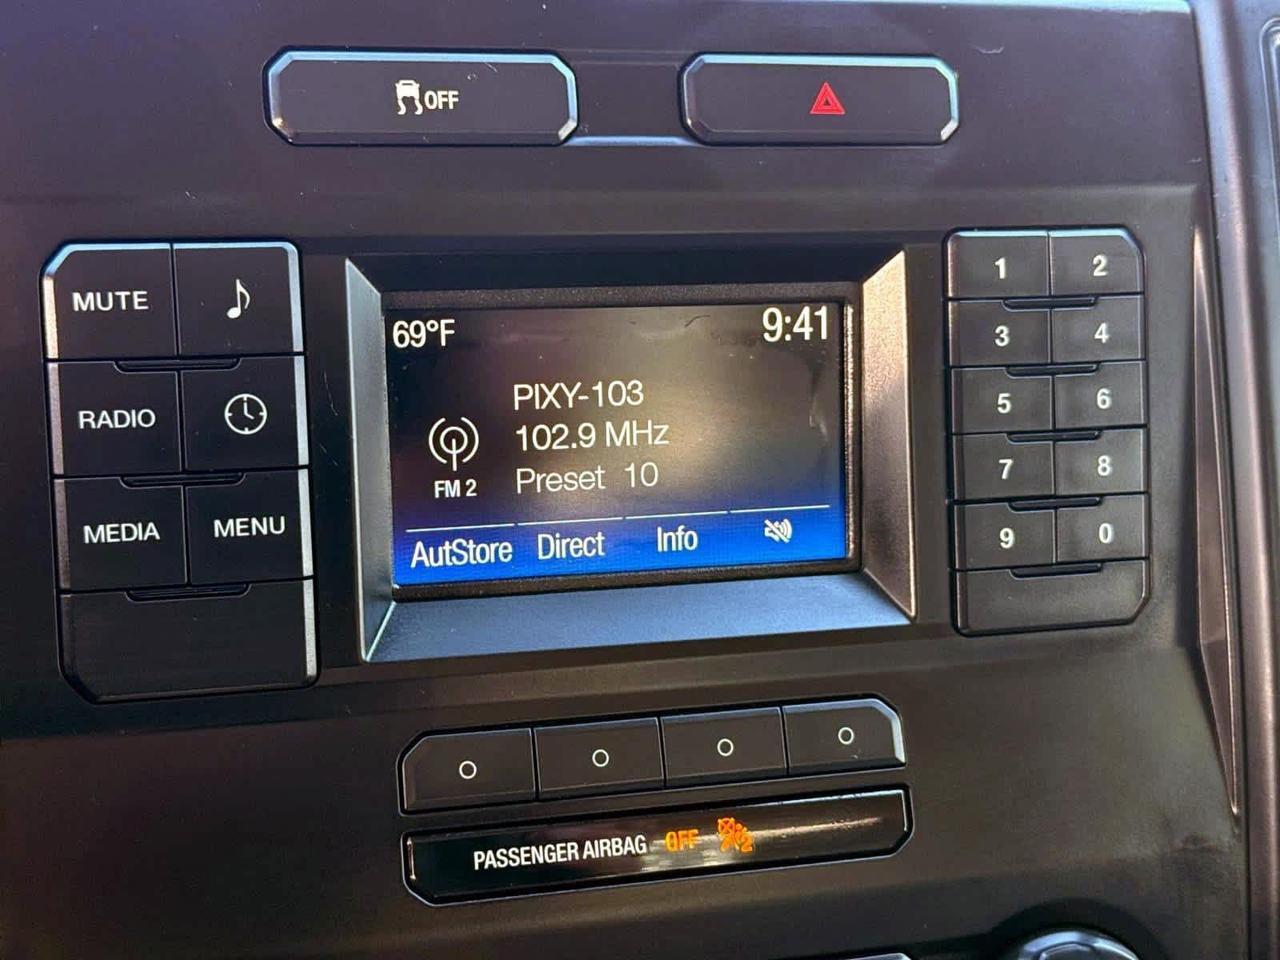 OFF
MUTE
RADIO
MEDIA
MENU
69°F
9:41
PIXY-103
102.9 MHz
Preset 10
FM 2
AutStore
Direct
Info
1
2
3
4
5
6
7
8
9
0
PASSENGER AIRBAG OFF
2